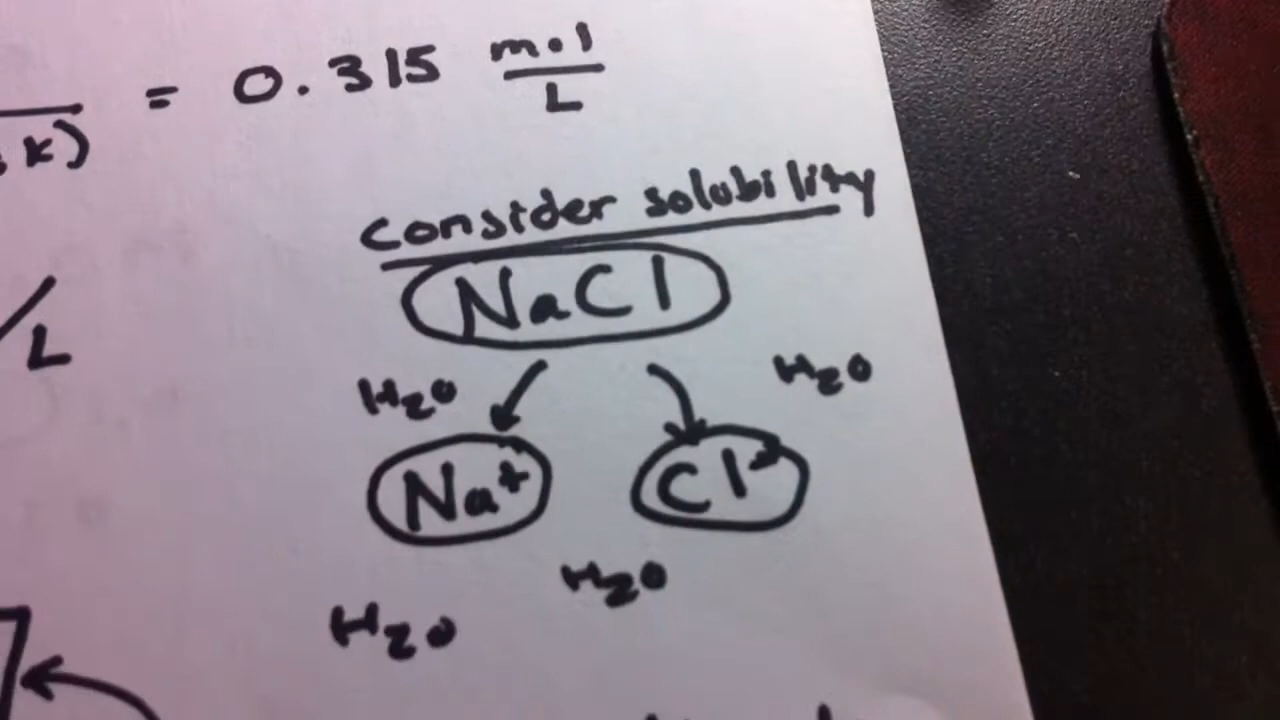 = 0.315 mol/L
K)
Consider solubility
/L
NaCl
H2O H2O
Na+ Cl-
H2O
H2O